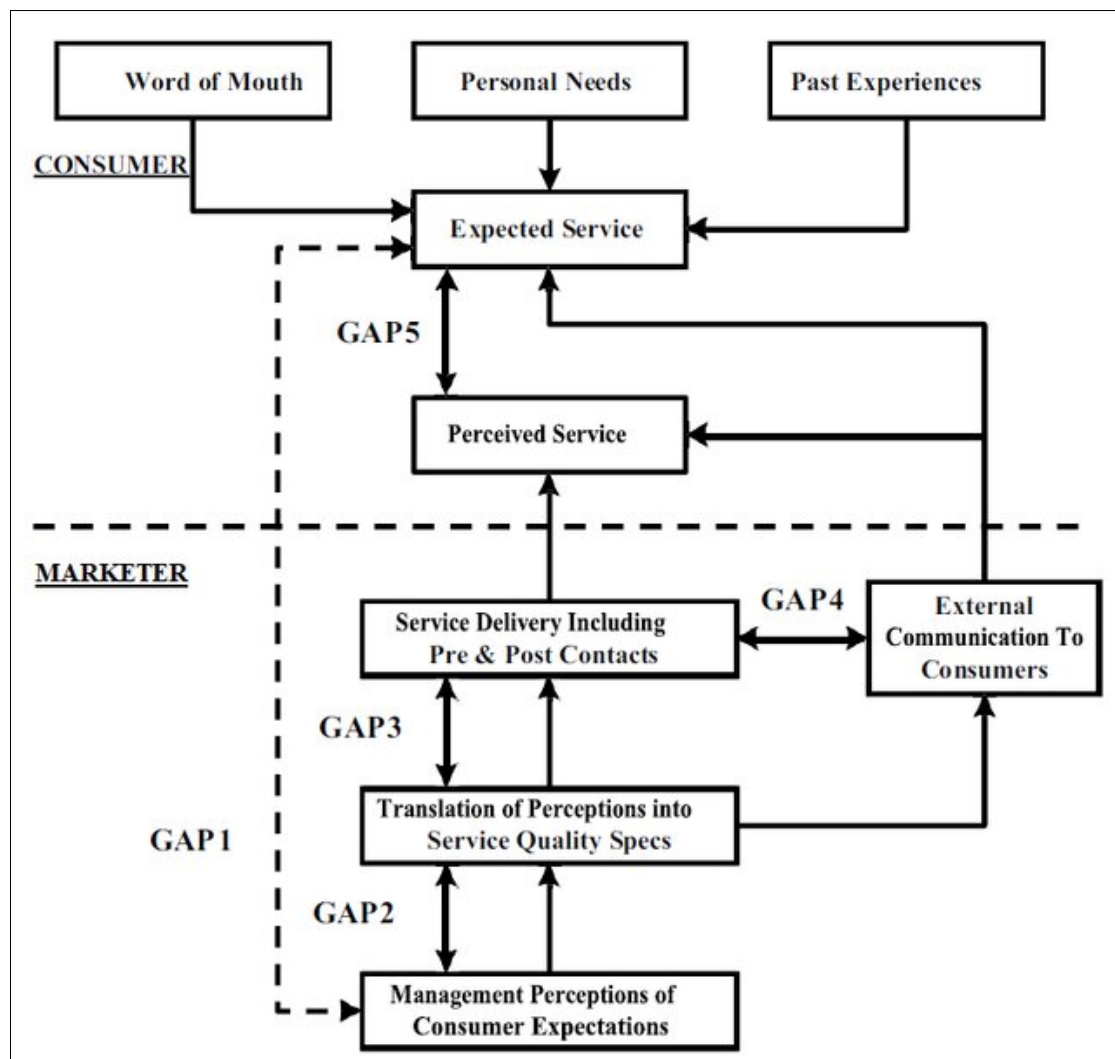 Word of Mouth
Personal Needs
Past Experiences
CONSUMER
Expected Service
GAP5
Perceived Service
MARKETER
GAP4
Service Delivery Including
Pre & Post Contacts
External
Communication To
Consumers
GAP3
Translation of Perceptions into
Service Quality Specs
GAP1
GAP2
Management Perceptions of
Consumer Expectations